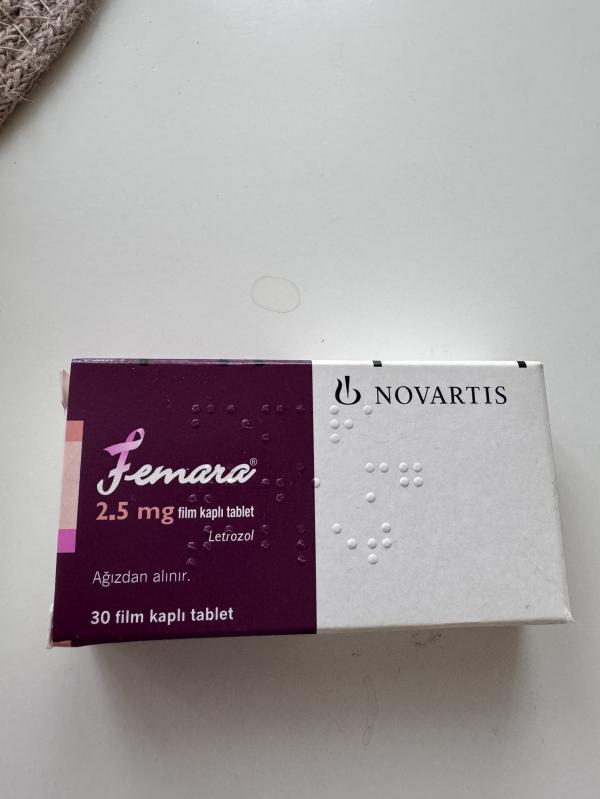 NOVARTIS
Femara®
2.5 mg film kaplı tablet
Letrozol
Ağızdan alınır.
30 film kaplı tablet